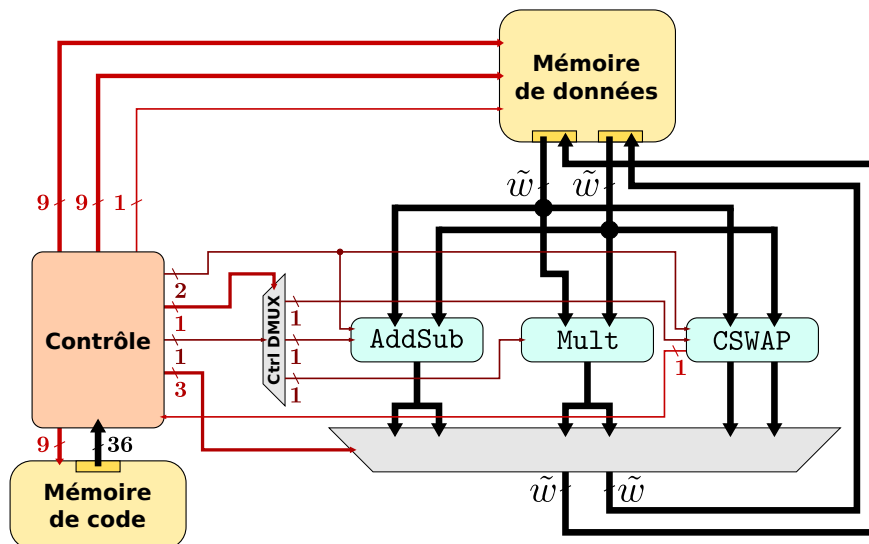 Mémoire
de données
w̃ w̃
9 9 1
2
1
1
3
Contrôle
Ctrl DMUX
1
1
1
AddSub
Mult
CSWAP
1
9
36
Mémoire
de code
w̃ w̃